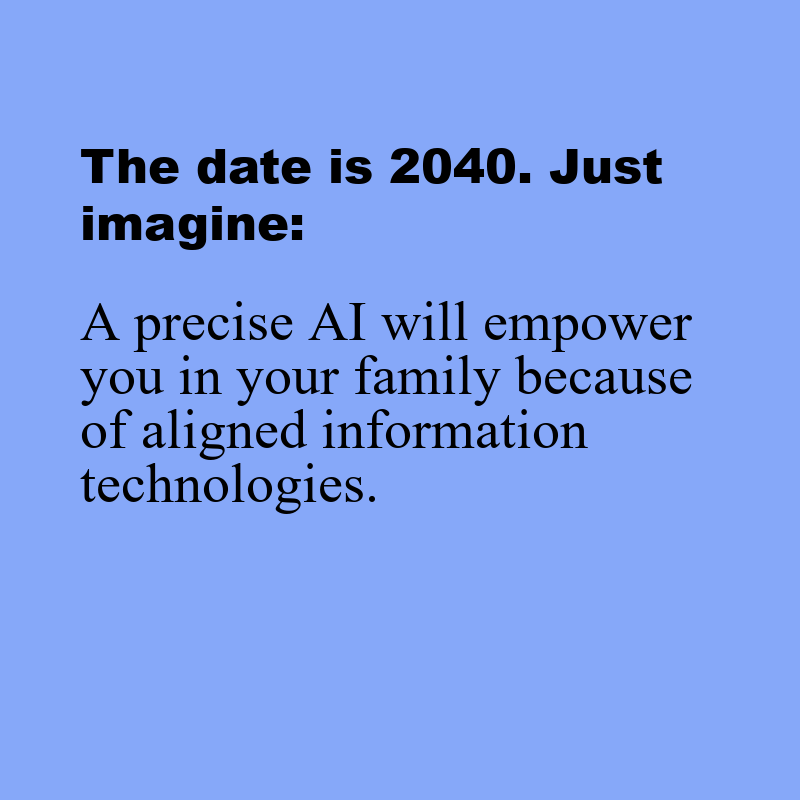 The date is 2040. Just
imagine:
A precise AI will empower
you in your family because
of aligned information
technologies.